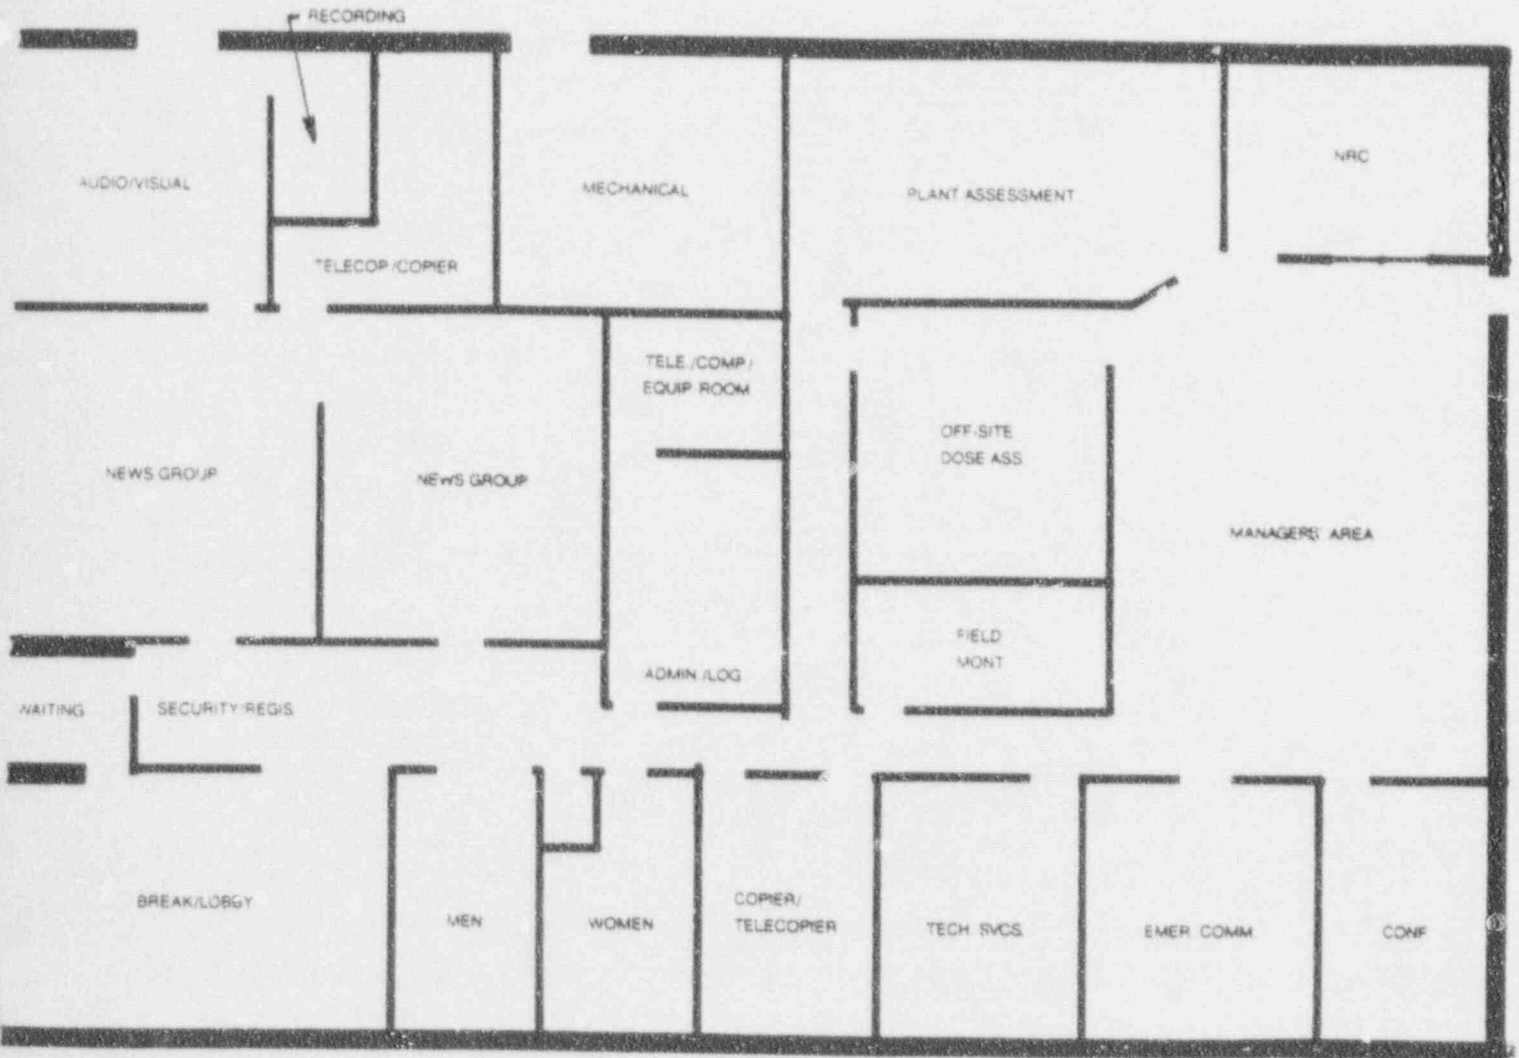 RECORDING
AUDIO/VISUAL
MECHANICAL
PLANT ASSESSMENT
NRC
TELECOP./COPIER
TELE./COMP./
EQUIP. ROOM
OFF-SITE
DOSE ASS.
NEWS GROUP
NEWS GROUP
MANAGERS' AREA
FIELD
MONT.
ADMIN./LOG
WAITING
SECURITY/REGIS.
BREAK/LOBBY
MEN
WOMEN
COPIER/
TELECOPIER
TECH. SVCS.
EMER. COMM.
CONF.